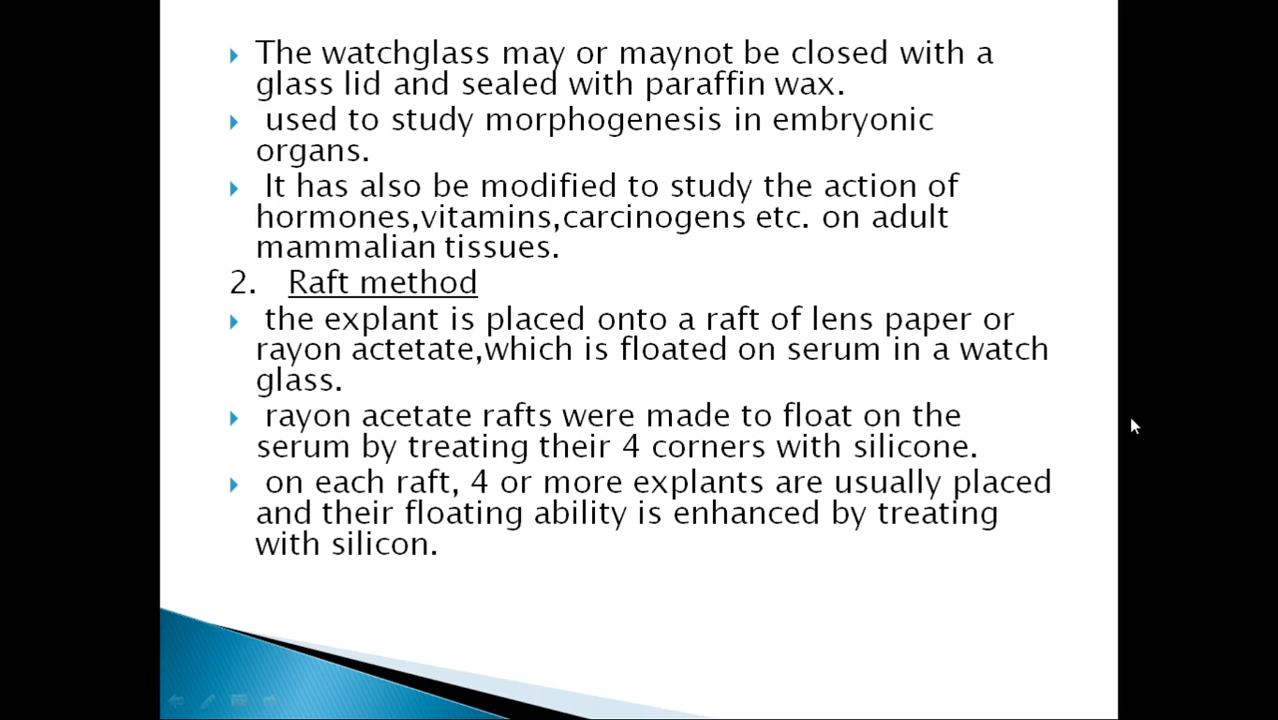 The watchglass may or maynot be closed with a
glass lid and sealed with paraffin wax.
used to study morphogenesis in embryonic
organs.
It has also be modified to study the action of
hormones,vitamins,carcinogens etc. on adult
mammalian tissues.
2. Raft method
the explant is placed onto a raft of lens paper or
rayon actetate,which is floated on serum in a watch
glass.
rayon acetate rafts were made to float on the
serum by treating their 4 corners with silicone.
on each raft, 4 or more explants are usually placed
and their floating ability is enhanced by treating
with silicon.